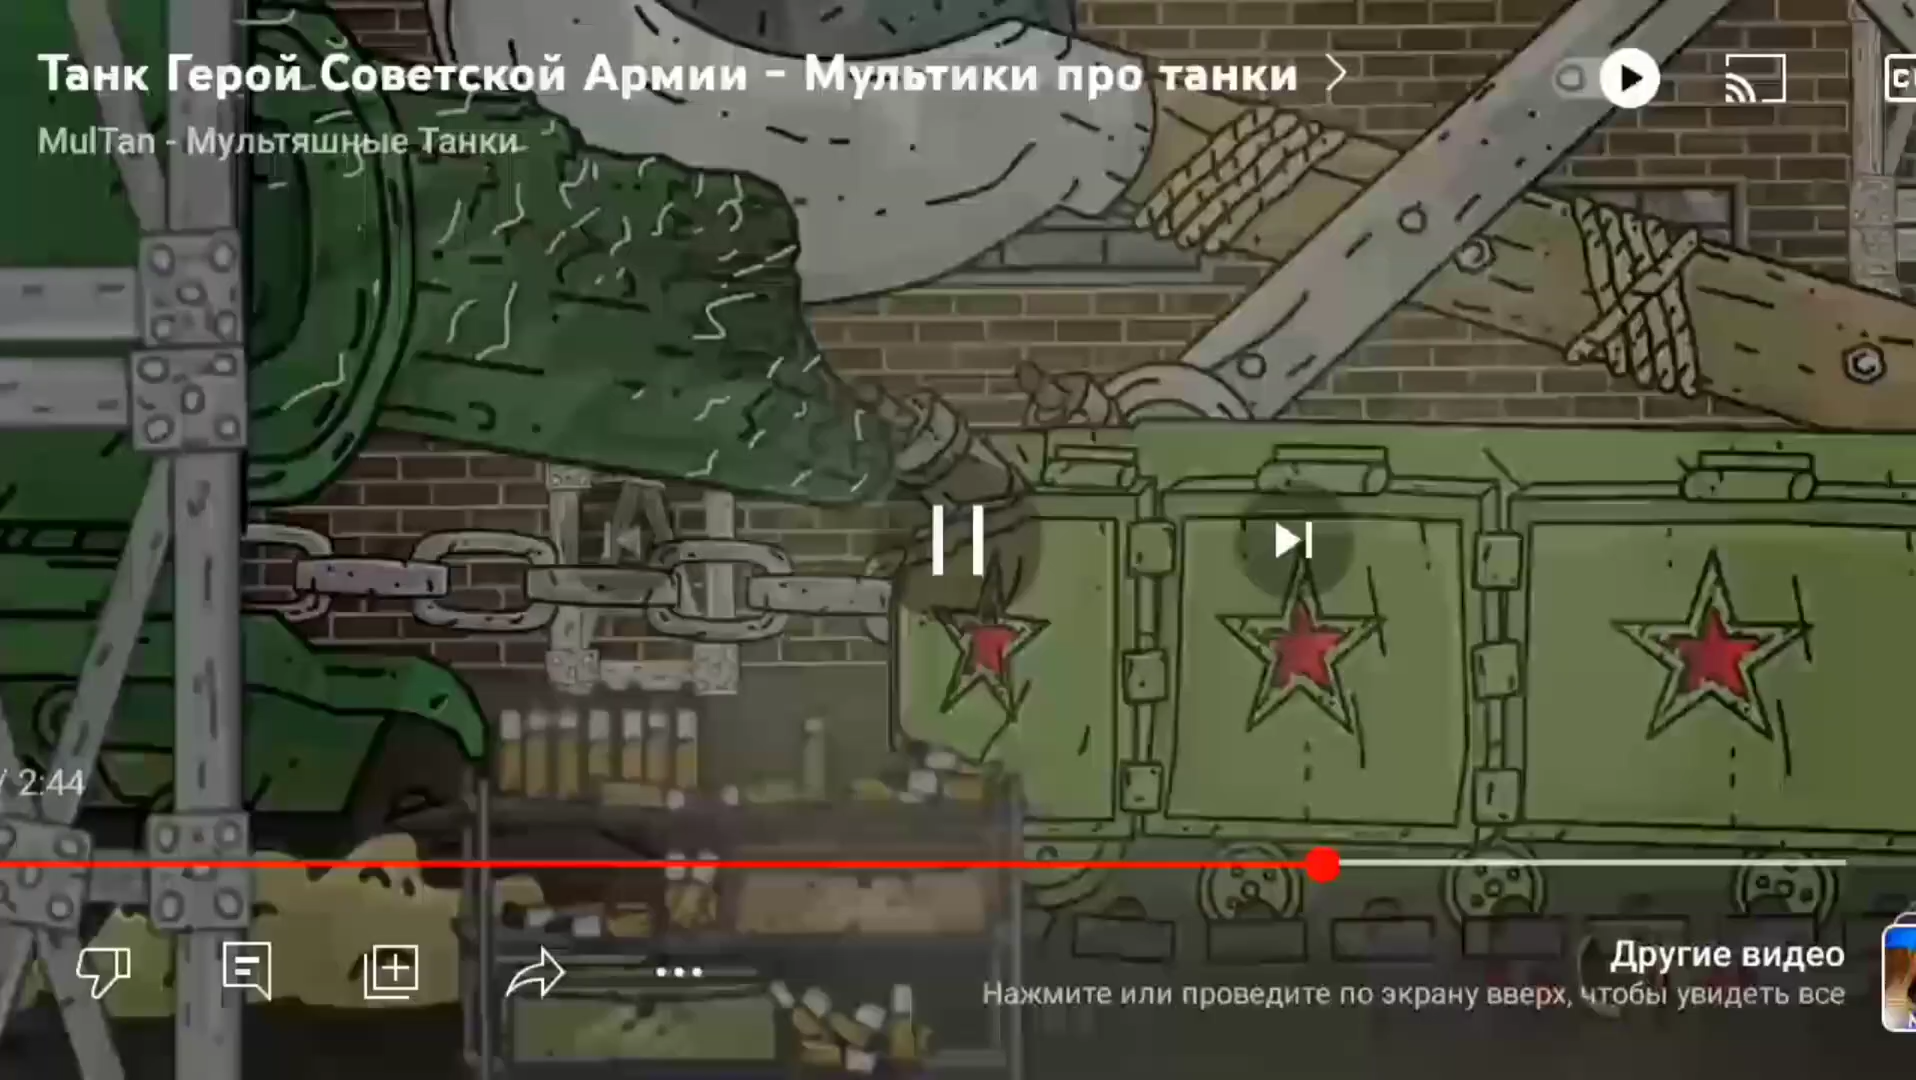 Танк Герой Советской Армии - Мультики про танки
MulTan - Мультяшные Танки
/ 2:44
Другие видео
Нажмите или проведите по экрану вверх, чтобы увидеть все